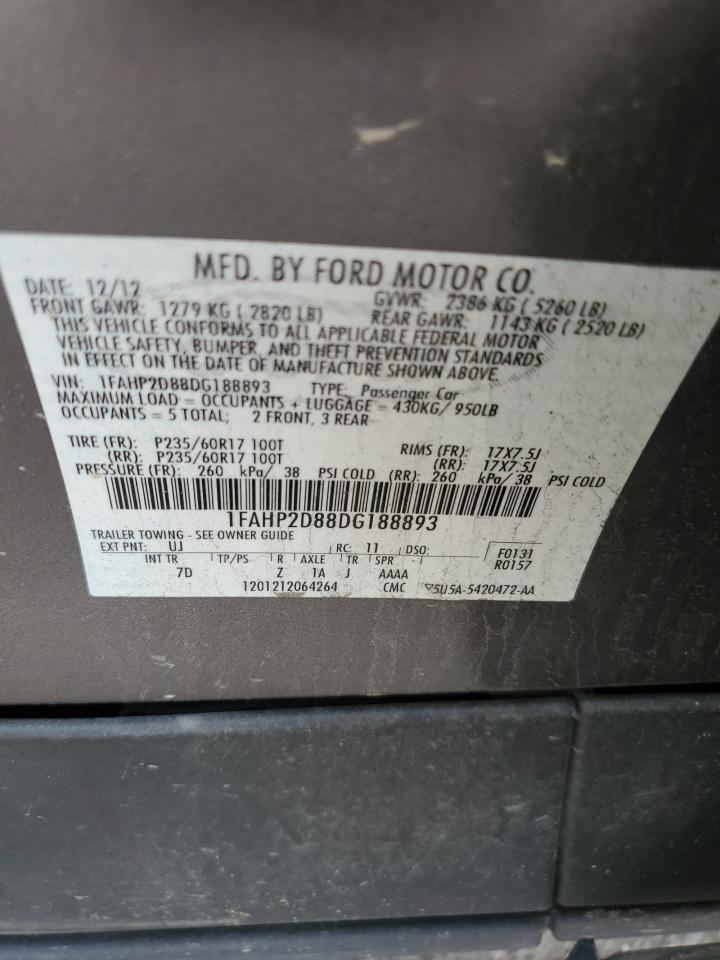 MFD. BY FORD MOTOR CO.
DATE: 12/12 GVWR: 2386 KG ( 5260 LB)
FRONT GAWR: 1279 KG ( 2820 LB) REAR GAWR: 1143 KG ( 2520 LB)
THIS VEHICLE CONFORMS TO ALL APPLICABLE FEDERAL MOTOR
VEHICLE SAFETY, BUMPER, AND THEFT PREVENTION STANDARDS
IN EFFECT ON THE DATE OF MANUFACTURE SHOWN ABOVE.
VIN: 1FAHP2D88DG188893 TYPE: Passenger Car
MAXIMUM LOAD = OCCUPANTS + LUGGAGE = 430KG/ 950LB
OCCUPANTS = 5 TOTAL; 2 FRONT, 3 REAR
TIRE (FR): P235/60R17 100T RIMS (FR): 17X7.5J
(RR): P235/60R17 100T (RR): 17X7.5J
PRESSURE (FR): 260 kPa/ 38 PSI COLD (RR): 260 kPa/ 38 PSI COLD
1FAHP2D88DG188893
TRAILER TOWING - SEE OWNER GUIDE
EXT PNT: UJ RC: 11 DSO: F0131
INT TR TP/PS R AXLE TR SPR R0157
7D Z 1A J AAAA
1201212064264 CMC 5U5A-5420472-AA